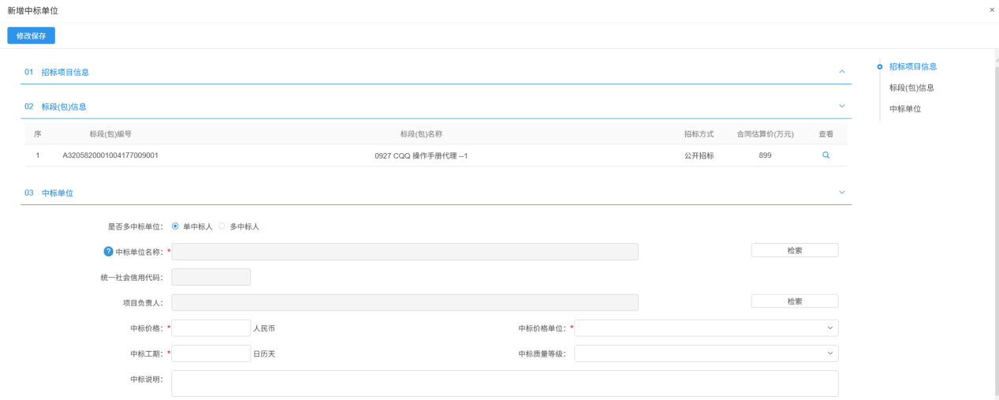 新增中标单位 ×
修改保存
01 招标项目信息
招标项目信息
标段(包)信息
中标单位
02 标段(包)信息
序 标段(包)编号 标段(包)名称 招标方式 合同估算价(万元) 查看
1 A3205820001004177009001 0927 CQQ 操作手册代理 --1 公开招标 899
03 中标单位
是否多中标单位： 单中标人 多中标人
? 中标单位名称：* 检索
统一社会信用代码：
项目负责人： 检索
中标价格：* 人民币 中标价格单位：*
中标工期：* 日历天 中标质量等级：
中标说明：